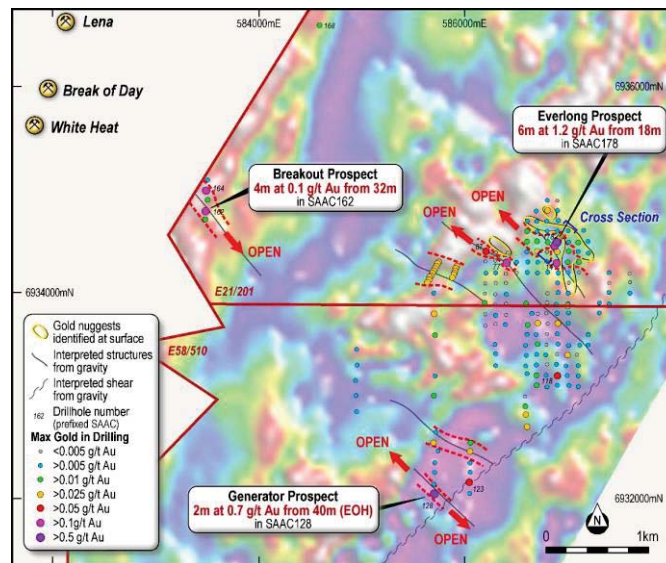 584000mE
586000mE
Lena
168
Break of Day
6936000mN
White Heat
Everlong Prospect
6m at 1.2 g/t Au from 18m
in SAAC178
Breakout Prospect
4m at 0.1 g/t Au from 32m
in SAAC162
164
162
OPEN
OPEN
OPEN
Cross Section
6934000mN
E21/201
E58/510
Gold nuggets
identified at surface
Interpreted structures
from gravity
Interpreted shear
from gravity
162 Drillhole number
(prefixed SAAC)
Max Gold in Drilling
<0.005 g/t Au
>0.005 g/t Au
>0.01 g/t Au
>0.025 g/t Au
>0.05 g/t Au
>0.1g/t Au
>0.5 g/t Au
118
OPEN
Generator Prospect
2m at 0.7 g/t Au from 40m (EOH)
in SAAC128
123
128
OPEN
6932000mN
N
0
1km